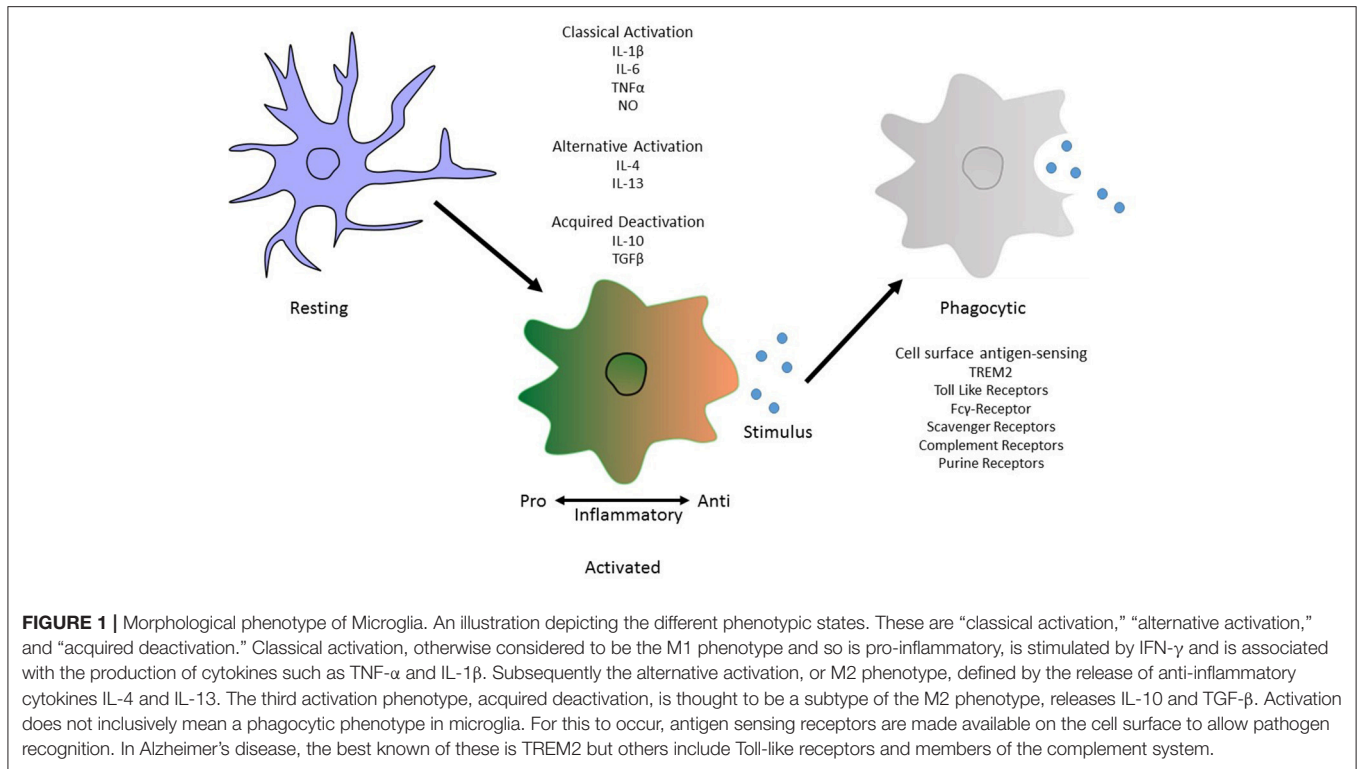 Classical Activation
IL-1β
IL-6
TNFα
NO
Alternative Activation
IL-4
IL-13
Acquired Deactivation
IL-10
TGFβ
Resting
Phagocytic
Cell surface antigen-sensing
TREM2
Toll Like Receptors
Fcγ-Receptor
Scavenger Receptors
Complement Receptors
Purine Receptors
Stimulus
Pro Anti
Inflammatory
Activated
FIGURE 1 | Morphological phenotype of Microglia. An illustration depicting the different phenotypic states. These are “classical activation,” “alternative activation,”
and “acquired deactivation.” Classical activation, otherwise considered to be the M1 phenotype and so is pro-inflammatory, is stimulated by IFN-γ and is associated
with the production of cytokines such as TNF-α and IL-1β. Subsequently the alternative activation, or M2 phenotype, defined by the release of anti-inflammatory
cytokines IL-4 and IL-13. The third activation phenotype, acquired deactivation, is thought to be a subtype of the M2 phenotype, releases IL-10 and TGF-β. Activation
does not inclusively mean a phagocytic phenotype in microglia. For this to occur, antigen sensing receptors are made available on the cell surface to allow pathogen
recognition. In Alzheimer’s disease, the best known of these is TREM2 but others include Toll-like receptors and members of the complement system.